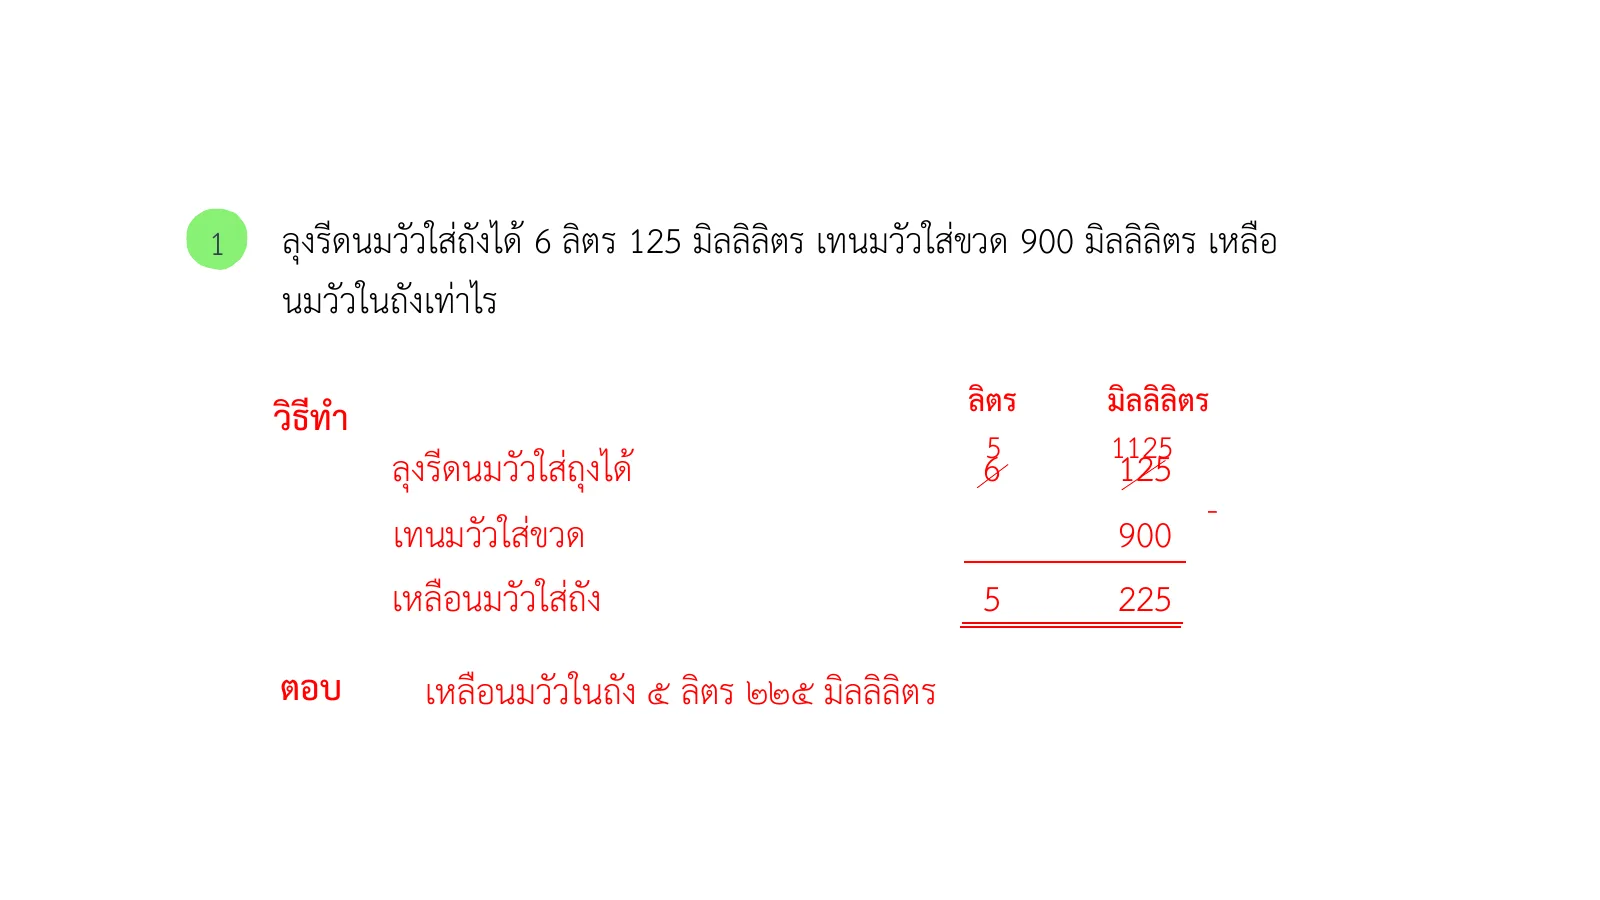 1 ลุงรีดนมวัวใส่ถังได้ 6 ลิตร 125 มิลลิลิตร เทนมวัวใส่ขวด 900 มิลลิลิตร เหลือ
นมวัวในถังเท่าไร
ลิตร มิลลิลิตร
วิธีทำ
5 1125
ลุงรีดนมวัวใส่ถุงได้ 6 125
-
เทนมวัวใส่ขวด 900
เหลือนมวัวใส่ถัง 5 225
ตอบ เหลือนมวัวในถัง ๕ ลิตร ๒๒๕ มิลลิลิตร